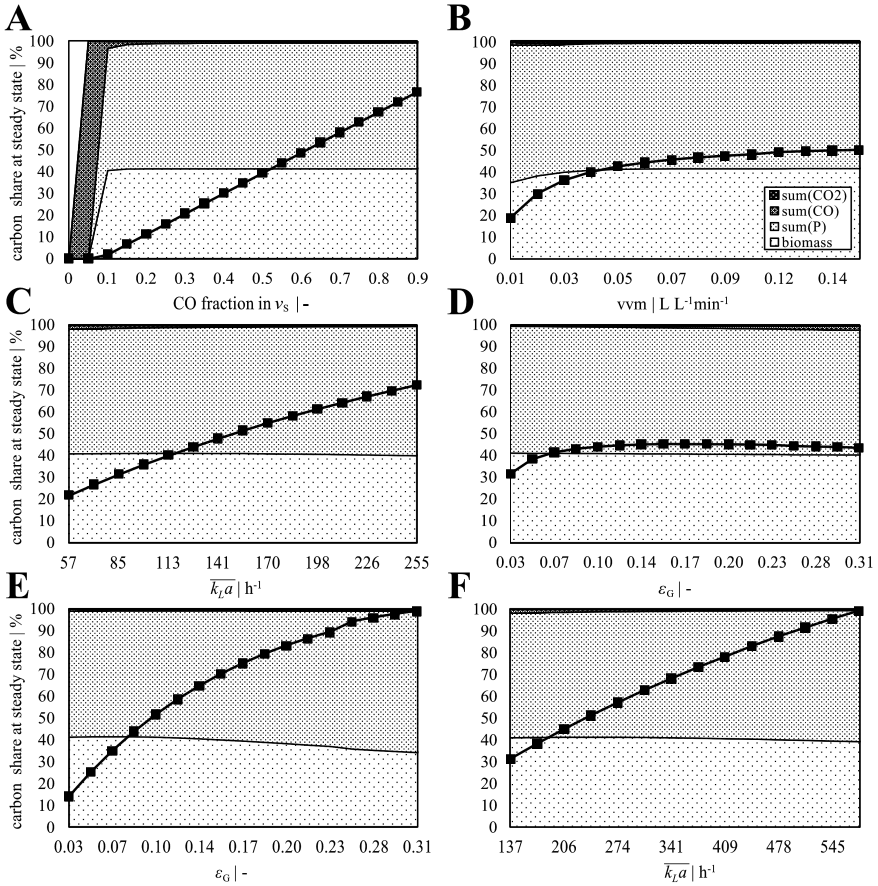 A
carbon share at steady state | %
100
90
80
70
60
50
40
30
20
10
0
0 0.1 0.2 0.3 0.4 0.5 0.6 0.7 0.8 0.9
CO fraction in vS | -
B
100
90
80
70
60
50
40
30
20
10
0
sum(CO2)
sum(CO)
sum(P)
biomass
0.01 0.03 0.05 0.07 0.09 0.10 0.12 0.14
vvm | L L-1min-1
C
carbon share at steady state | %
100
90
80
70
60
50
40
30
20
10
0
57 85 113 141 170 198 226 255
kLa | h-1
D
100
90
80
70
60
50
40
30
20
10
0
0.03 0.07 0.10 0.14 0.17 0.20 0.23 0.28 0.31
εG | -
E
carbon share at steady state | %
100
90
80
70
60
50
40
30
20
10
0
0.03 0.07 0.10 0.14 0.17 0.20 0.23 0.28 0.31
εG | -
F
100
90
80
70
60
50
40
30
20
10
0
137 206 274 341 409 478 545
kLa | h-1